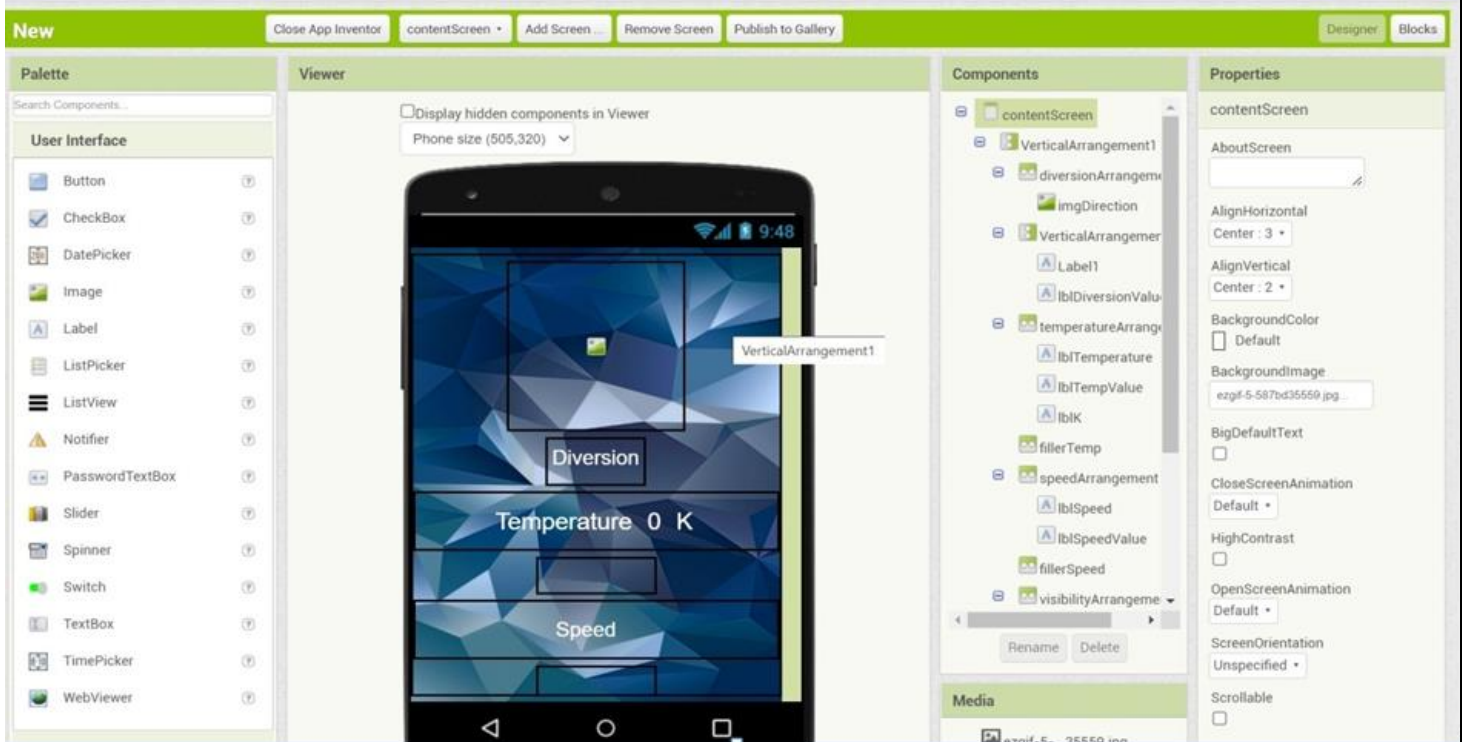 New
Close App Inventor
contentScreen
Add Screen ...
Remove Screen
Publish to Gallery
Designer
Blocks
Palette
Search Components...
User Interface
Button
CheckBox
DatePicker
Image
Label
ListPicker
ListView
Notifier
PasswordTextBox
Slider
Spinner
Switch
TextBox
TimePicker
WebViewer
Viewer
Display hidden components in Viewer
Phone size (505,320)
9:48
VerticalArrangement1
Diversion
Temperature 0 K
Speed
Components
contentScreen
VerticalArrangement1
diversionArrangeme
imgDirection
VerticalArrangemer
Label1
lblDiversionValu
temperatureArrange
lblTemperature
lblTempValue
lblK
fillerTemp
speedArrangement
lblSpeed
lblSpeedValue
fillerSpeed
visibilityArrangeme
Rename
Delete
Media
ezgif-5-...35559.jpg
Properties
contentScreen
AboutScreen
AlignHorizontal
Center : 3
AlignVertical
Center : 2
BackgroundColor
Default
BackgroundImage
ezgif-5-587bd35559.jpg...
BigDefaultText
CloseScreenAnimation
Default
HighContrast
OpenScreenAnimation
Default
ScreenOrientation
Unspecified
Scrollable